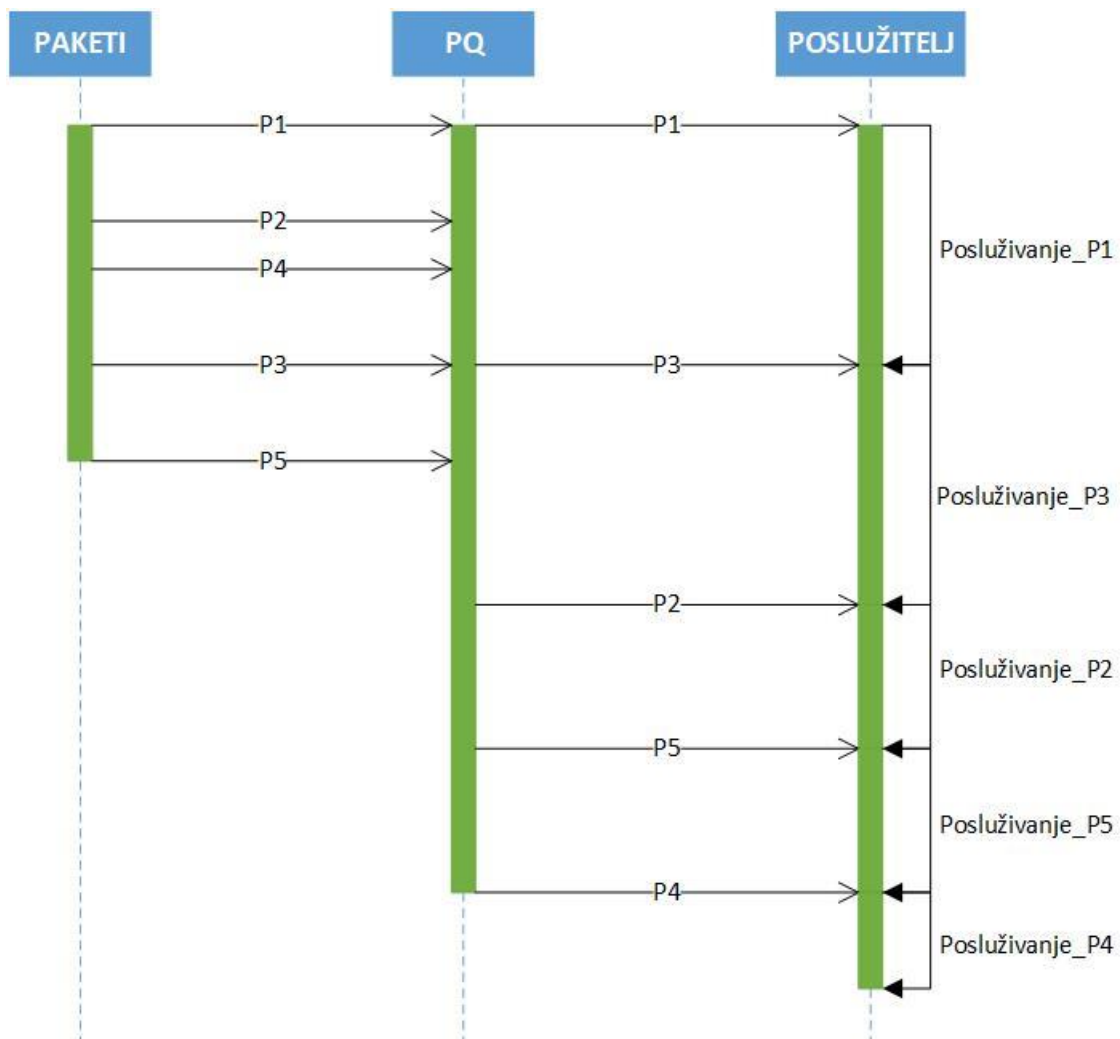 PAKETI PQ POSLUŽITELJ
P1 P1
P2
Posluživanje_P1
P4
P3 P3
P5
Posluživanje_P3
P2
Posluživanje_P2
P5
Posluživanje_P5
P4
Posluživanje_P4